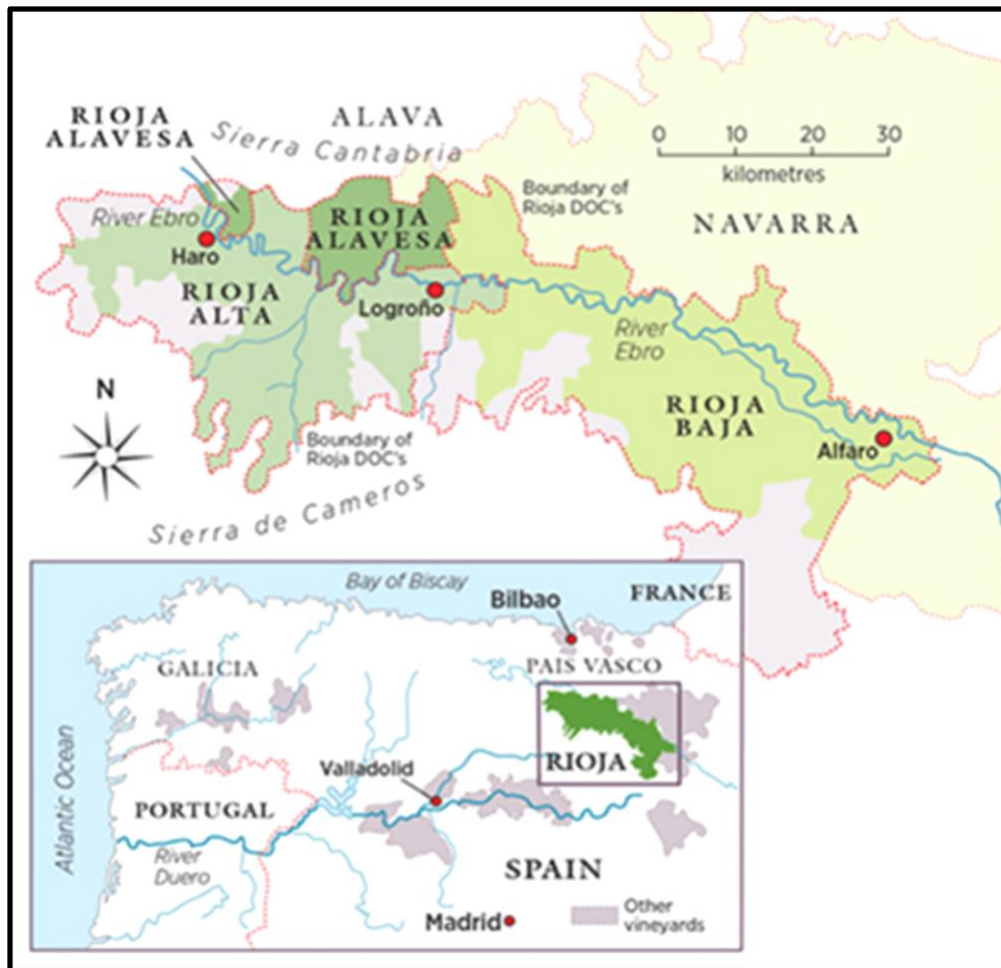 RIOJA
ALAVESA
Sierra Cantabria
ALAVA
0 10 20 30
kilometres
Boundary of
Rioja DOC's
NAVARRA
River Ebro
Haro
RIOJA
ALAVESA
RIOJA
ALTA
Logroño
River
Ebro
RIOJA
BAJA
Alfaro
N
Boundary of
Rioja DOC's
Sierra de Cameros
Bay of Biscay
Bilbao
FRANCE
GALICIA
PAIS VASCO
RIOJA
Valladolid
PORTUGAL
Atlantic Ocean
River
Duero
SPAIN
Madrid
Other
vineyards